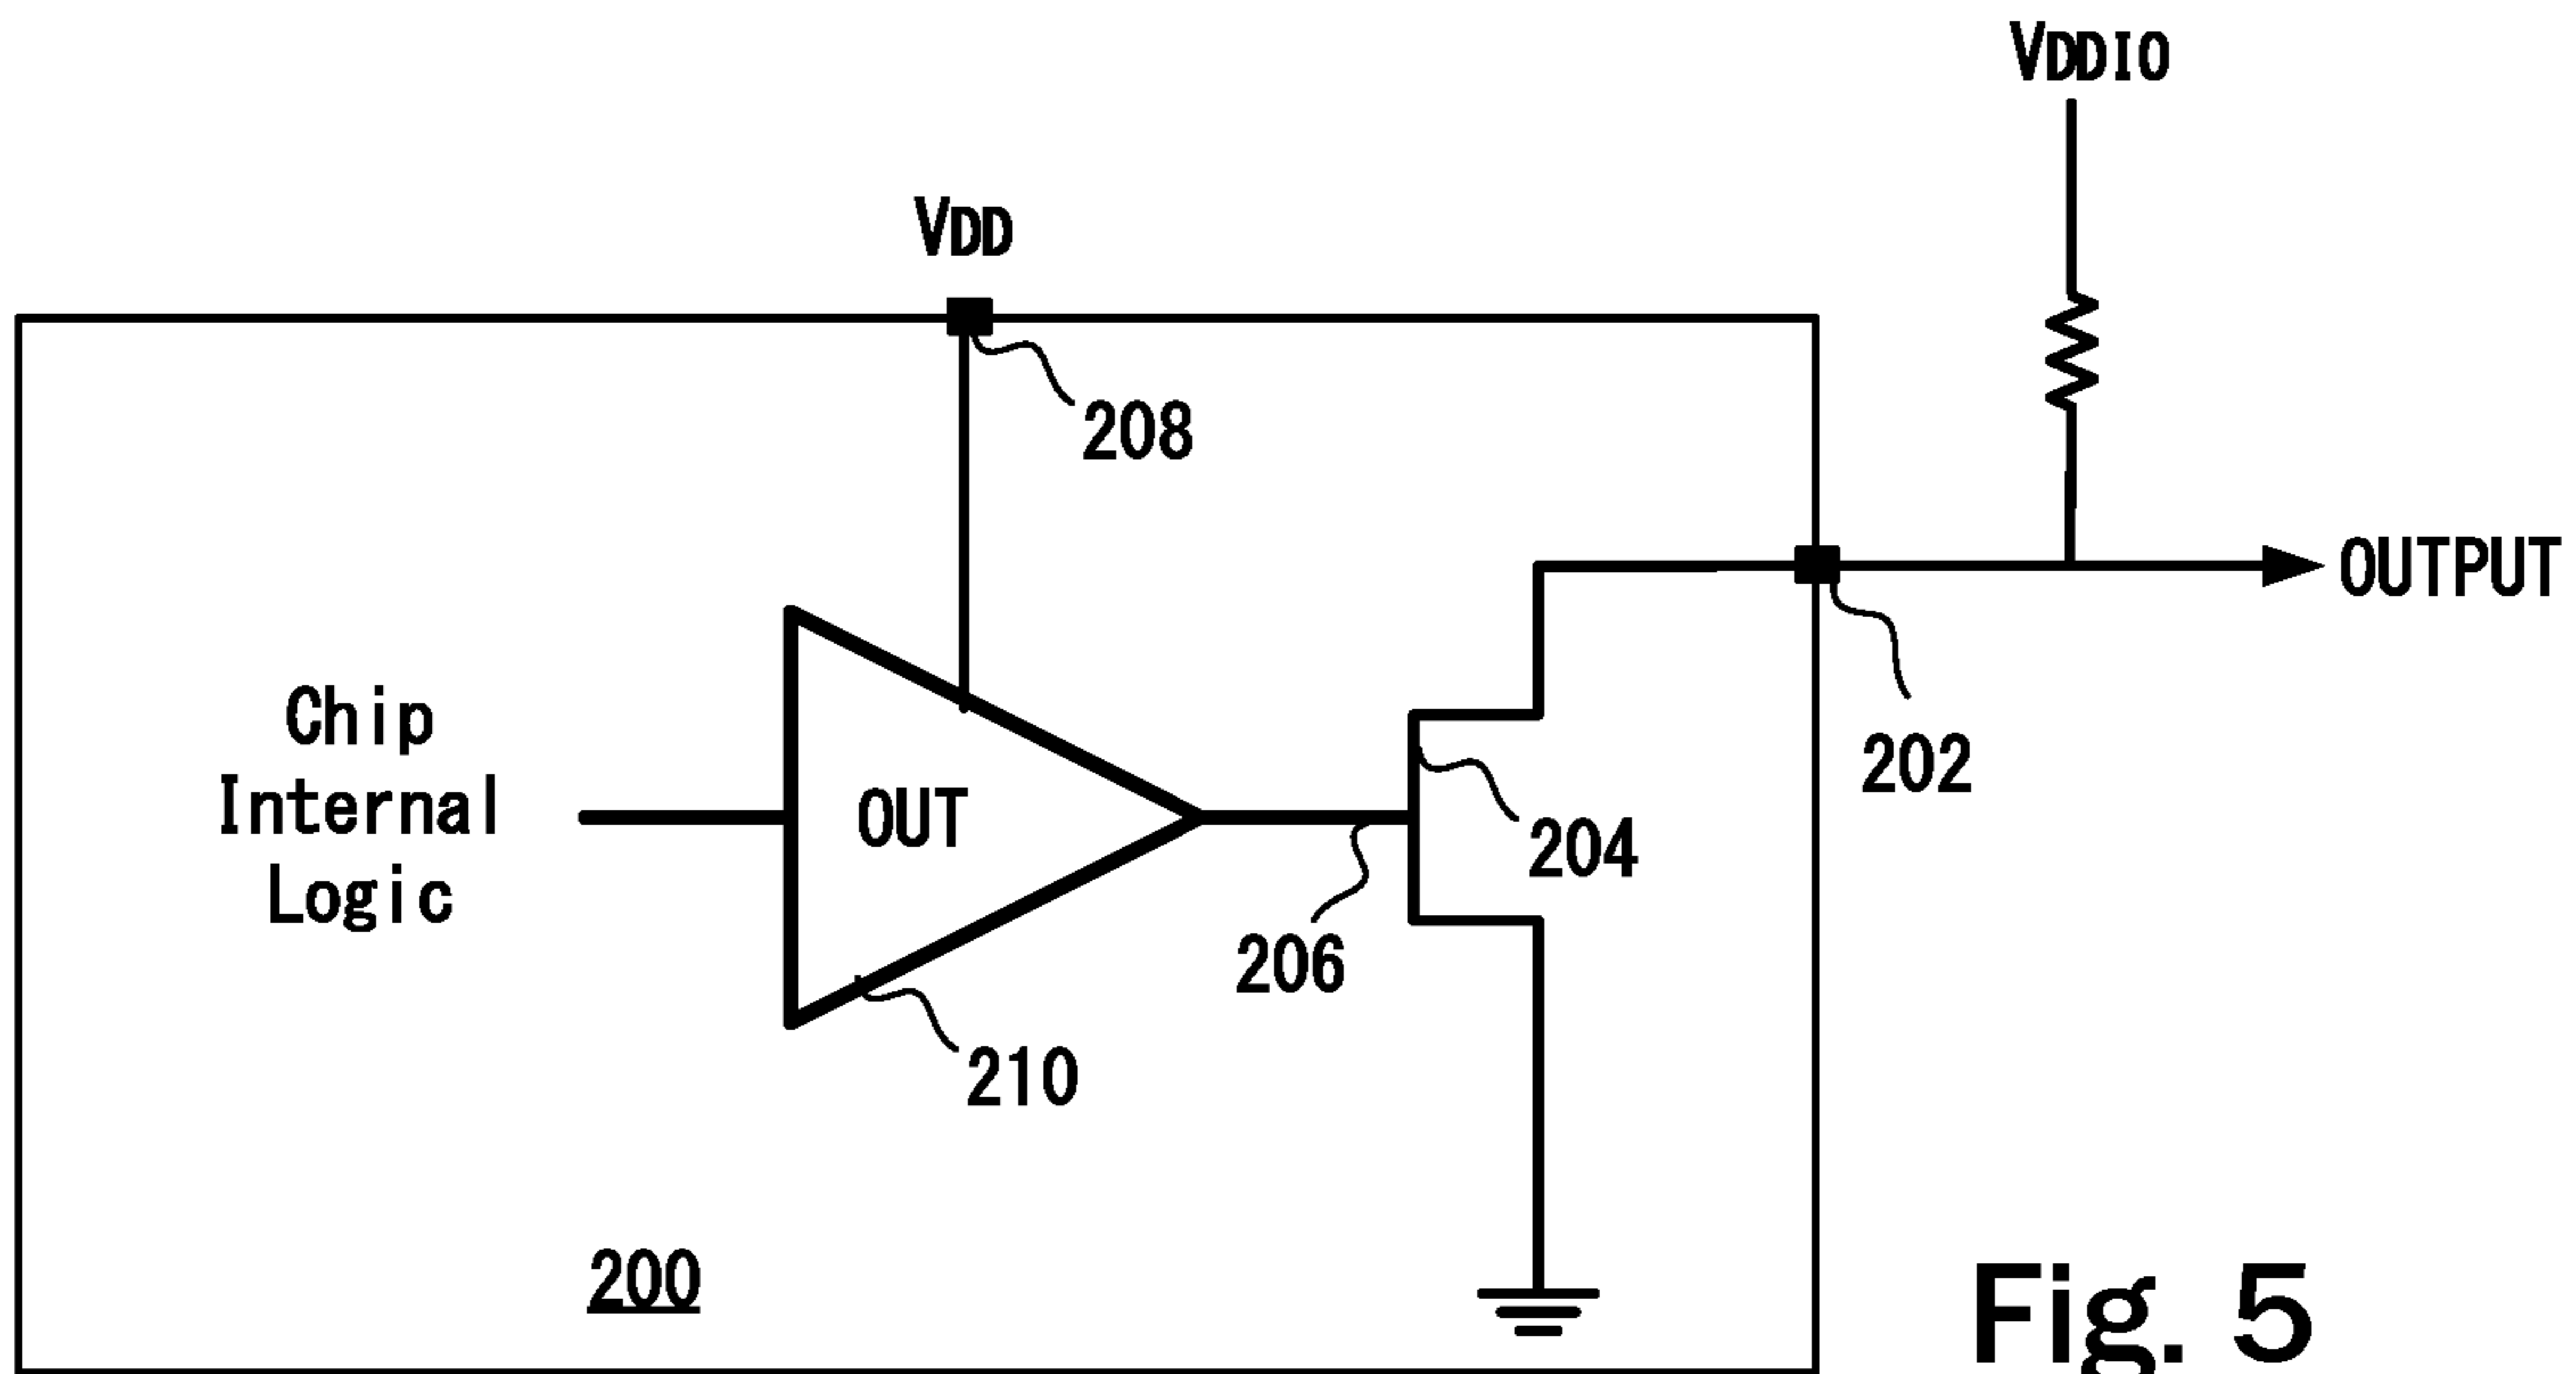 VDDIO
VDD
208
OUTPUT
202
Chip
Internal
Logic
OUT
204
206
210
200
Fig. 5